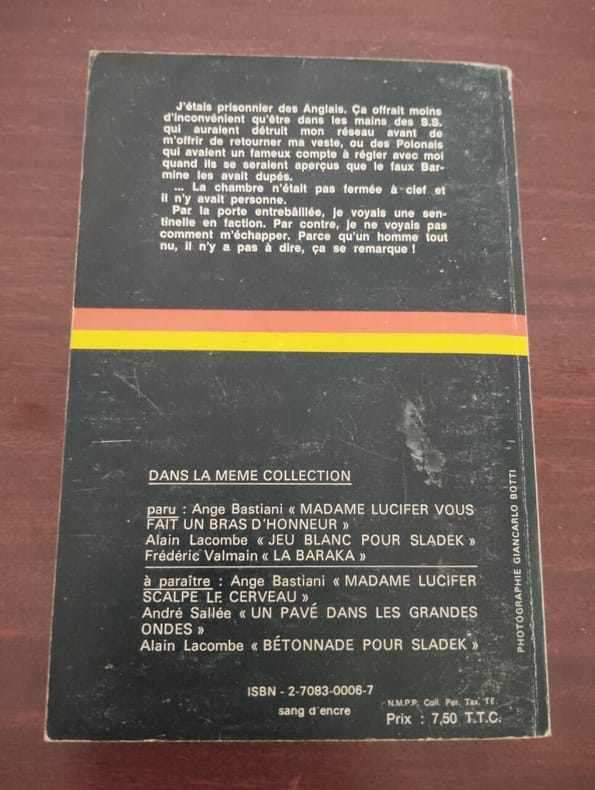 J'étais prisonnier des Anglais. Ça offrait moins
d'inconvénient qu'être dans les mains des S.S.
qui auraient détruit mon réseau avant de
m'offrir de retourner ma veste, ou des Polonais
qui avaient un fameux compte à régler avec moi
quand ils se seraient aperçus que le faux Bar-
mine les avait dupés.
... La chambre n'était pas fermée à clef et
il n'y avait personne.
Par la porte entrebâillée, je voyais une sen-
tinelle en faction. Par contre, je ne voyais pas
comment m'échapper. Parce qu'un homme tout
nu, il n'y a pas à dire, ça se remarque !
DANS LA MEME COLLECTION
paru : Ange Bastiani « MADAME LUCIFER VOUS
FAIT UN BRAS D'HONNEUR »
Alain Lacombe « JEU BLANC POUR SLADEK »
Frédéric Valmain « LA BARAKA »
à paraître : Ange Bastiani « MADAME LUCIFER
SCALPE LE CERVEAU »
André Sallée « UN PAVÉ DANS LES GRANDES
ONDES »
Alain Lacombe « BÉTONNADE POUR SLADEK »
PHOTOGRAPHIE GIANCARLO BOTTI
ISBN - 2-7083-0006-7
sang d'encre
N.M.P.P. Coll. Per. Tax. TE
Prix : 7,50 T.T.C.